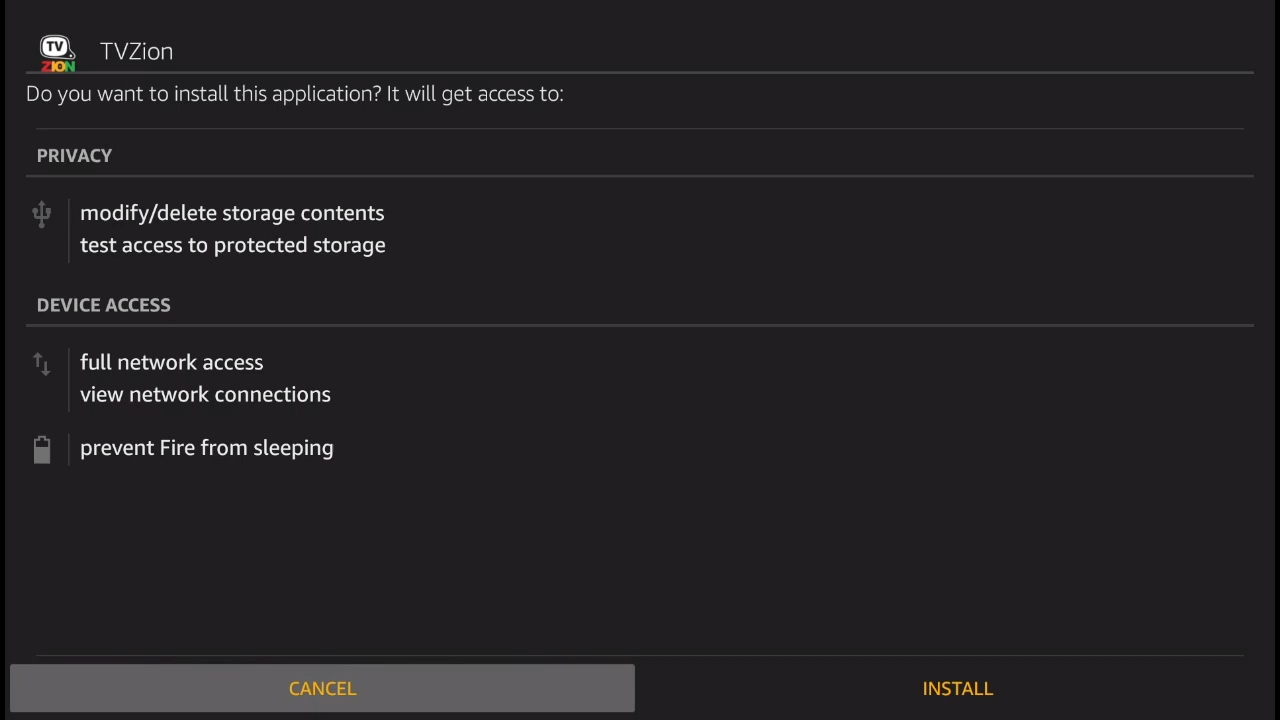 TV
ZION
TVZion
Do you want to install this application? It will get access to:
PRIVACY
modify/delete storage contents
test access to protected storage
DEVICE ACCESS
full network access
view network connections
prevent Fire from sleeping
CANCEL
INSTALL